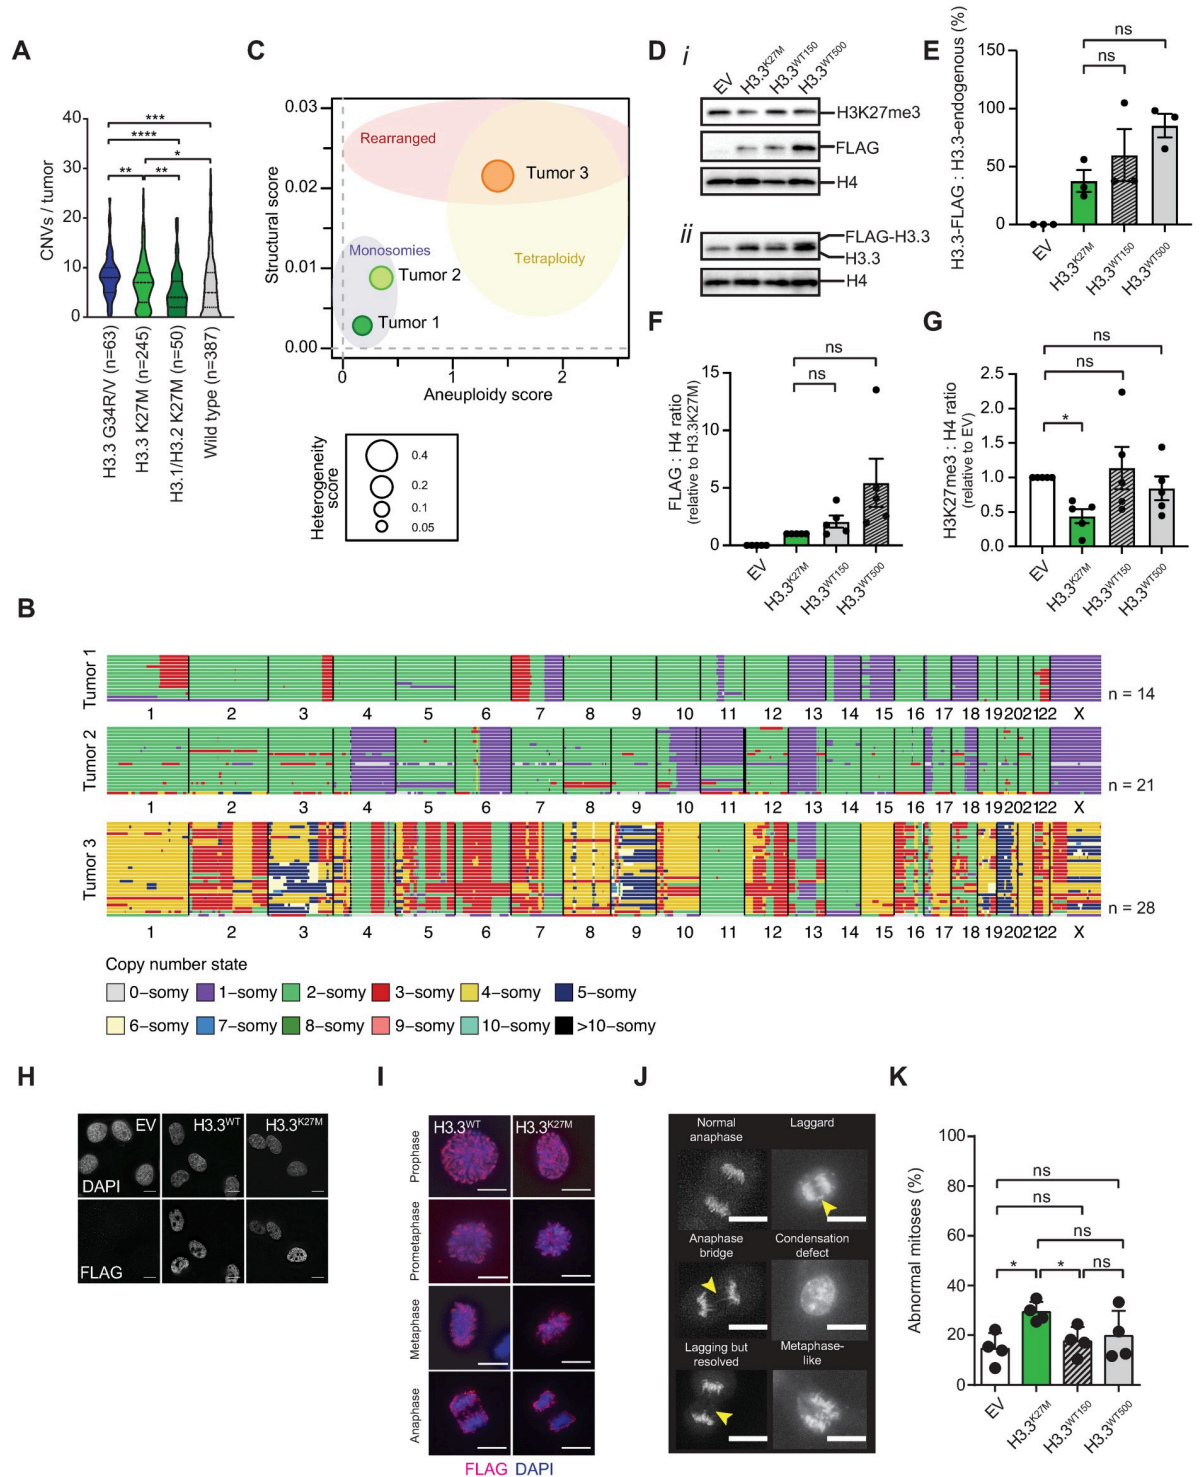 A
CNVs / tumor
40
30
20
10
0
***
****
*
**
**
H3.3 G34R/V (n=63)
H3.3 K27M (n=245)
H3.1/H3.2 K27M (n=50)
Wild type (n=387)
C
Structural score
0.03
0.02
0.01
0.00
Rearranged
Tumor 3
Monosomies
Tetraploidy
Tumor 2
Tumor 1
0
1
2
Aneuploidy score
Heterogeneity
score
0.4
0.2
0.1
0.05
D
i
EV
H3.3K27M
H3.3WT150
H3.3WT500
H3K27me3
FLAG
H4
ii
FLAG-H3.3
H3.3
H4
E
H3.3-FLAG : H3.3-endogenous (%)
150
100
50
0
ns
ns
EV
H3.3K27M
H3.3WT150
H3.3WT500
F
FLAG : H4 ratio
(relative to H3.3K27M)
15
10
5
0
ns
ns
EV
H3.3K27M
H3.3WT150
H3.3WT500
G
H3K27me3 : H4 ratio
(relative to EV)
2.5
2.0
1.5
1.0
0.5
0.0
ns
ns
*
EV
H3.3K27M
H3.3WT150
H3.3WT500
B
Tumor 1
n = 14
1 2 3 4 5 6 7 8 9 10 11 12 13 14 15 16 17 18 19 20 21 22 X
Tumor 2
n = 21
1 2 3 4 5 6 7 8 9 10 11 12 13 14 15 16 17 18 19 20 21 22 X
Tumor 3
n = 28
1 2 3 4 5 6 7 8 9 10 11 12 13 14 15 16 17 18 19 20 21 22 X
Copy number state
0−somy 1−somy 2−somy 3−somy 4−somy 5−somy
6−somy 7−somy 8−somy 9−somy 10−somy >10−somy
H
EV
H3.3WT
H3.3K27M
DAPI
FLAG
I
H3.3WT
H3.3K27M
Prophase
Prometaphase
Metaphase
Anaphase
FLAG DAPI
J
Normal
anaphase
Laggard
Anaphase
bridge
Condensation
defect
Lagging but
resolved
Metaphase-
like
K
Abnormal mitoses (%)
100
80
60
40
20
0
ns
ns
ns
*
*
ns
EV
H3.3K27M
H3.3WT150
H3.3WT500